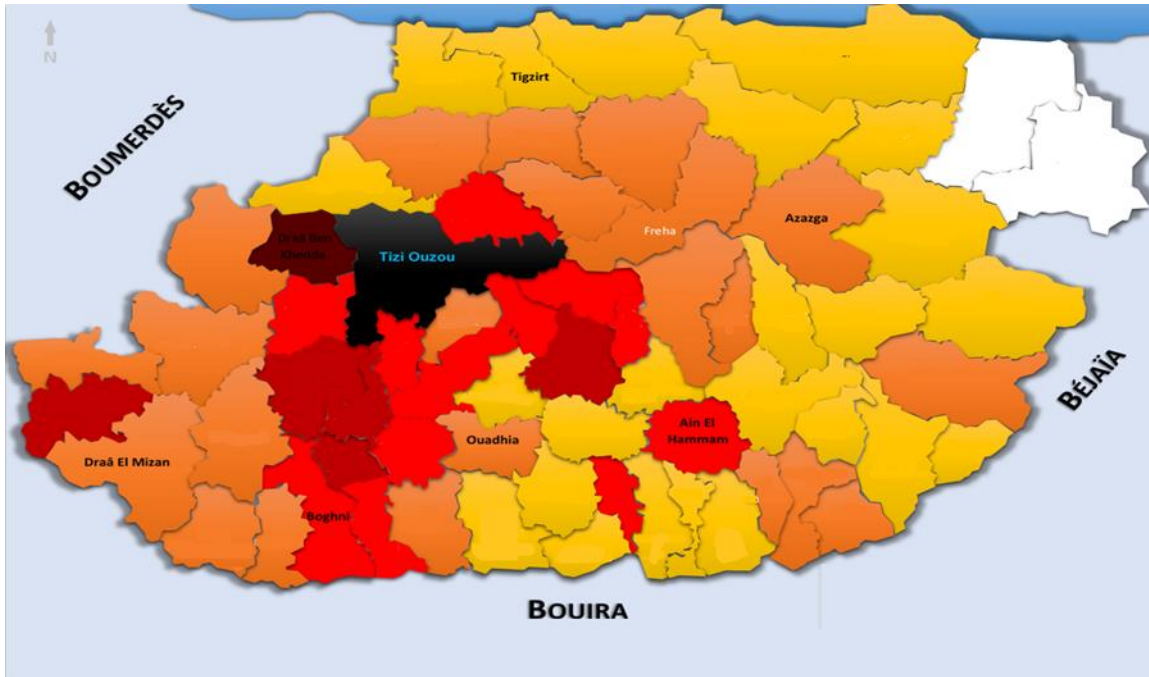 N
Tigzirt
BOUMERDÈS
Azazga
Draâ Ben
Khedda
Freha
Tizi Ouzou
BÉJAÏA
Ain El
Hammam
Ouadhia
Draâ El Mizan
Boghni
BOUIRA